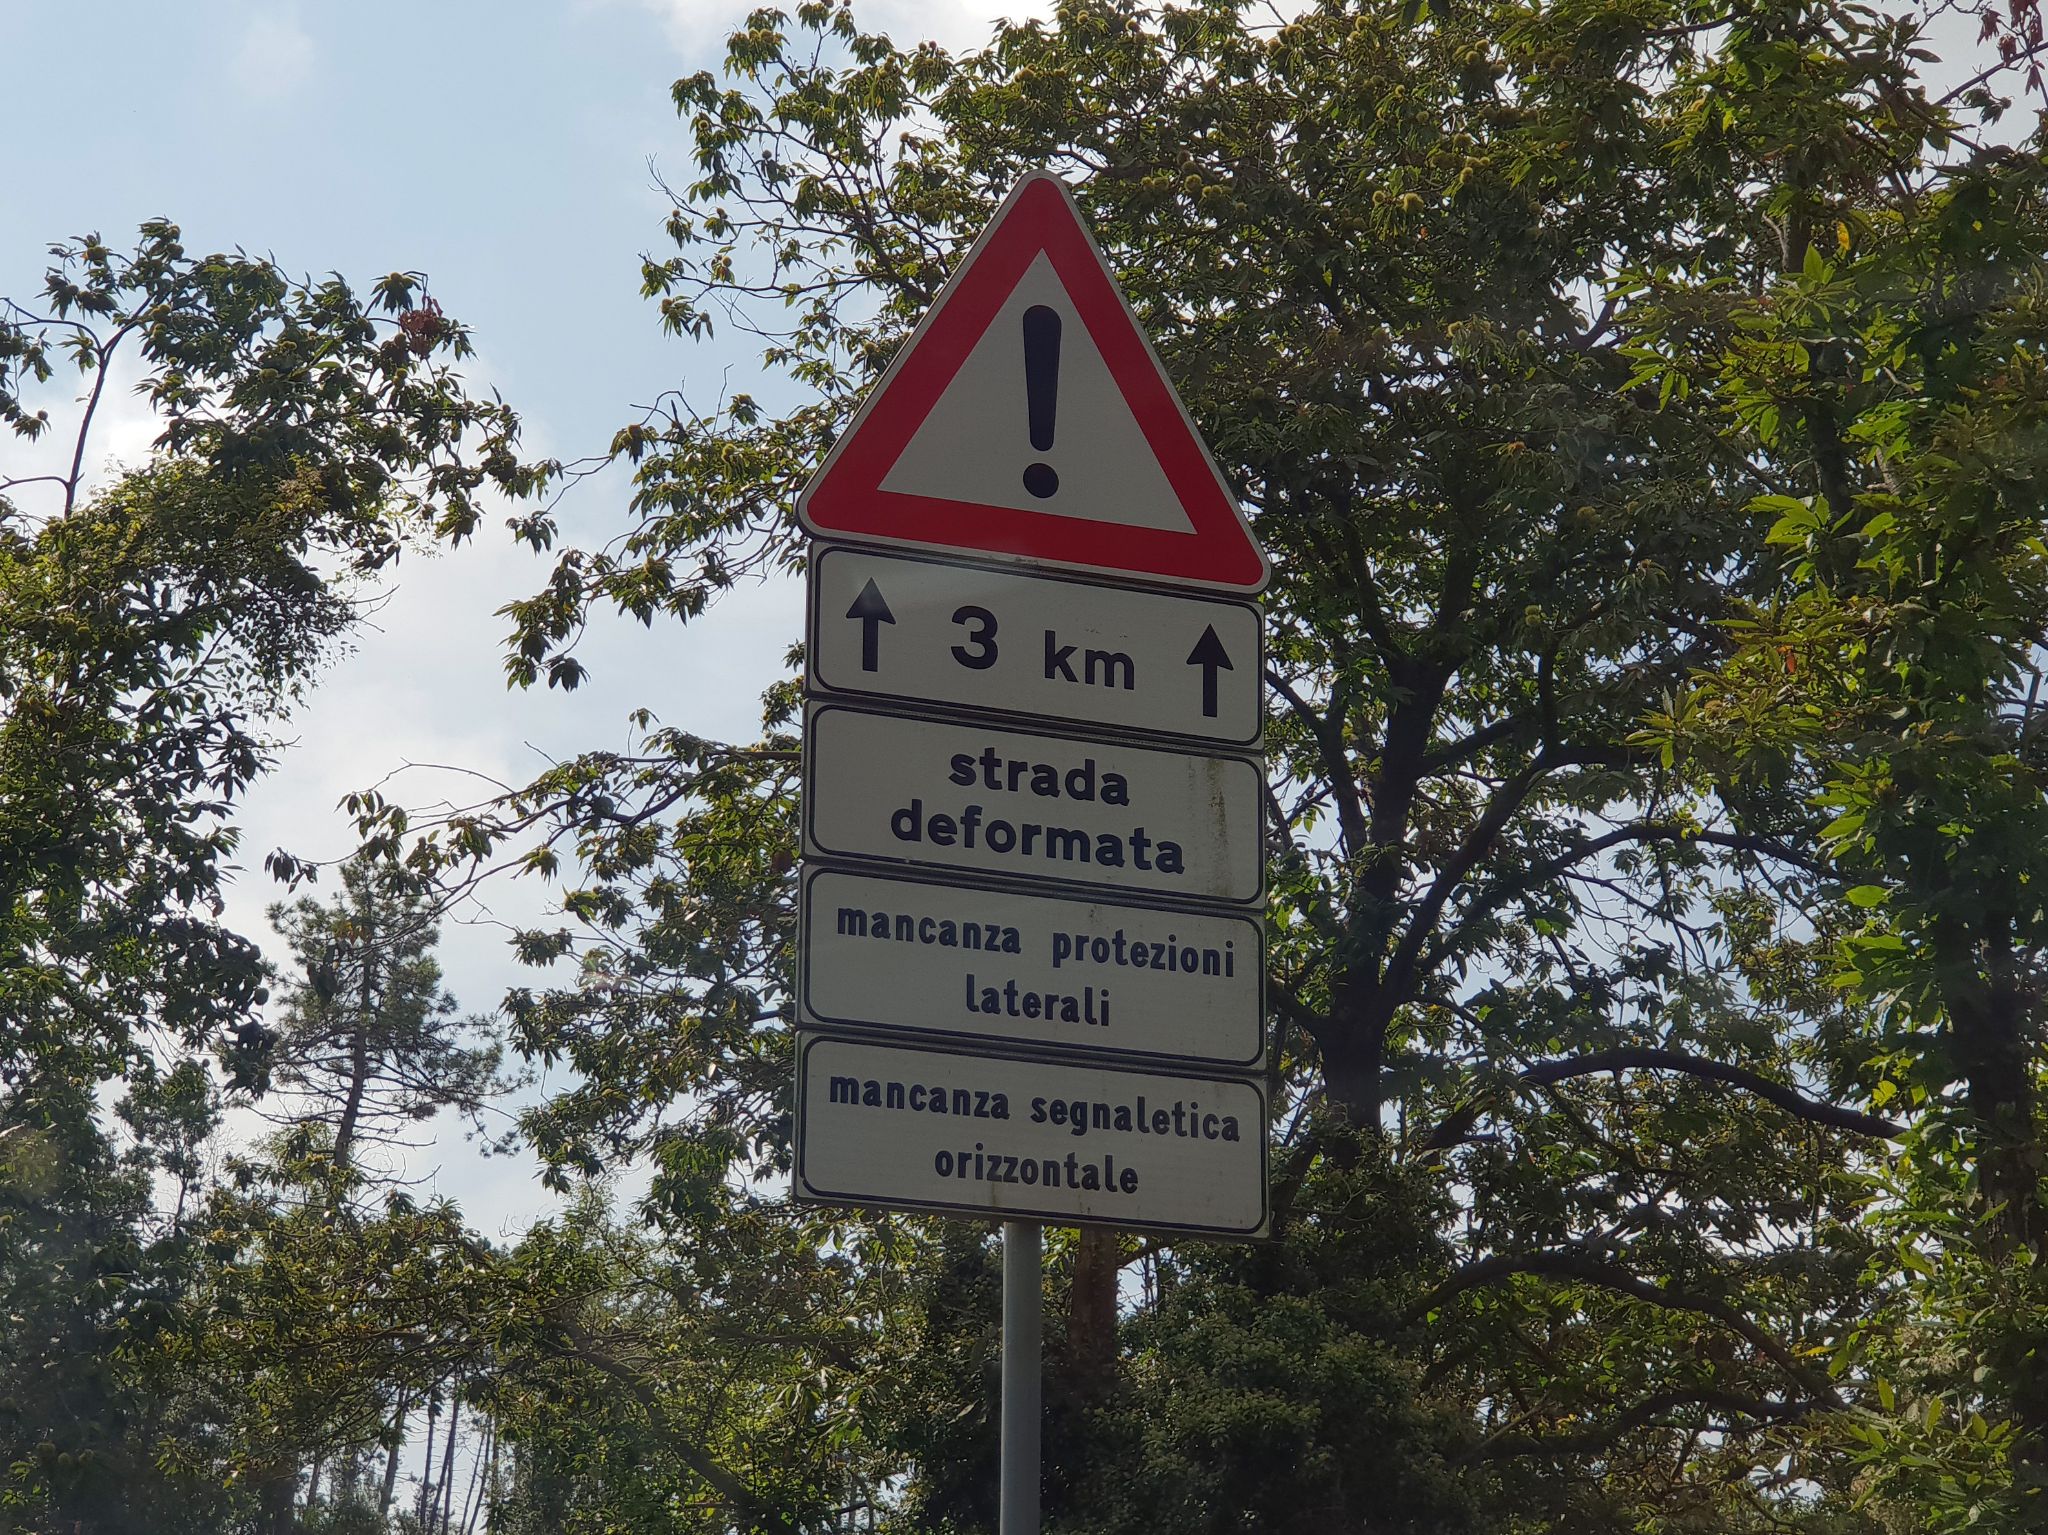 !
3 km
strada
deformata
mancanza protezioni
laterali
mancanza segnaletica
orizzontale